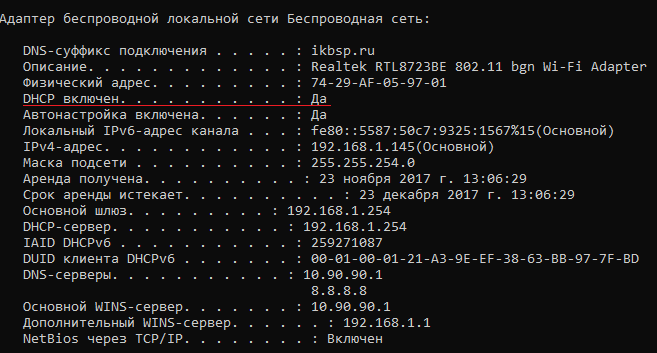 Адаптер беспроводной локальной сети Беспроводная сеть:
DNS-суффикс подключения . . . . . : ikbsp.ru
Описание. . . . . . . . . . . . . : Realtek RTL8723BE 802.11 bgn Wi-Fi Adapter
Физический адрес. . . . . . . . . : 74-29-AF-05-97-01
DHCP включен. . . . . . . . . . . : Да
Автонастройка включена. . . . . . : Да
Локальный IPv6-адрес канала . . . : fe80::5587:50c7:9325:1567%15(Основной)
IPv4-адрес. . . . . . . . . . . . : 192.168.1.145(Основной)
Маска подсети . . . . . . . . . . : 255.255.254.0
Аренда получена. . . . . . . . . . : 23 ноября 2017 г. 13:06:29
Срок аренды истекает. . . . . . . . . . : 23 декабря 2017 г. 13:06:29
Основной шлюз. . . . . . . . . : 192.168.1.254
DHCP-сервер. . . . . . . . . . . : 192.168.1.254
IAID DHCPv6 . . . . . . . . . . . : 259271087
DUID клиента DHCPv6 . . . . . . . : 00-01-00-01-21-A3-9E-EF-38-63-BB-97-7F-BD
DNS-серверы. . . . . . . . . . . : 10.90.90.1
8.8.8.8
Основной WINS-сервер. . . . . . . : 10.90.90.1
Дополнительный WINS-сервер. . . . . . : 192.168.1.1
NetBios через TCP/IP. . . . . . . . : Включен